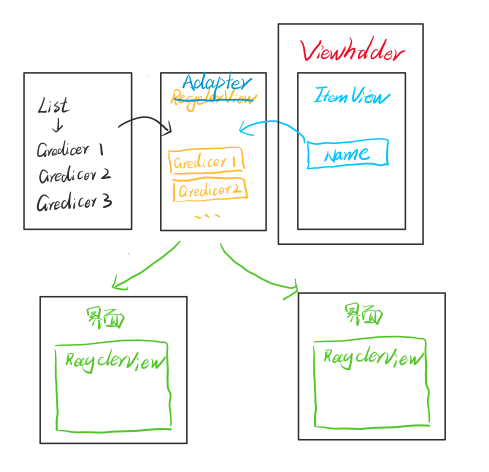 List
Gredicer 1
Gredicer 2
Gredicer 3
Adapter
RecyclerView
Gredicer 1
Gredicer 2
...
Viewholder
ItemView
Name
界面
RecyclerView
界面
RecyclerView